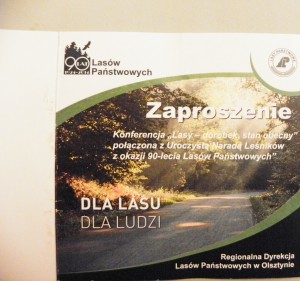 90 LAT
Lasów
Państwowych
Zaproszenie
Konferencja „Lasy – dorobek, stan obecny
połączona z Uroczystą Naradą Leśników
z okazji 90-lecia Lasów Państwowych”
DLA LASU
DLA LUDZI
Regionalna Dyrekcja
Lasów Państwowych w Olsztynie